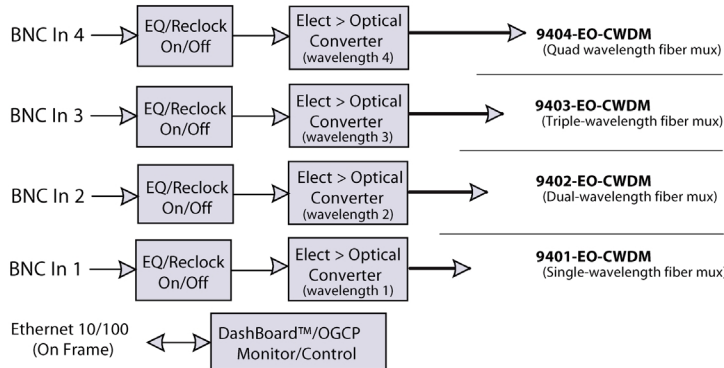 BNC In 4
EQ/Reclock
On/Off
Elect > Optical
Converter
(wavelength 4)
9404-EO-CWDM
(Quad wavelength fiber mux)
BNC In 3
EQ/Reclock
On/Off
Elect > Optical
Converter
(wavelength 3)
9403-EO-CWDM
(Triple-wavelength fiber mux)
BNC In 2
EQ/Reclock
On/Off
Elect > Optical
Converter
(wavelength 2)
9402-EO-CWDM
(Dual-wavelength fiber mux)
BNC In 1
EQ/Reclock
On/Off
Elect > Optical
Converter
(wavelength 1)
9401-EO-CWDM
(Single-wavelength fiber mux)
Ethernet 10/100
(On Frame)
DashBoard™/OGCP
Monitor/Control